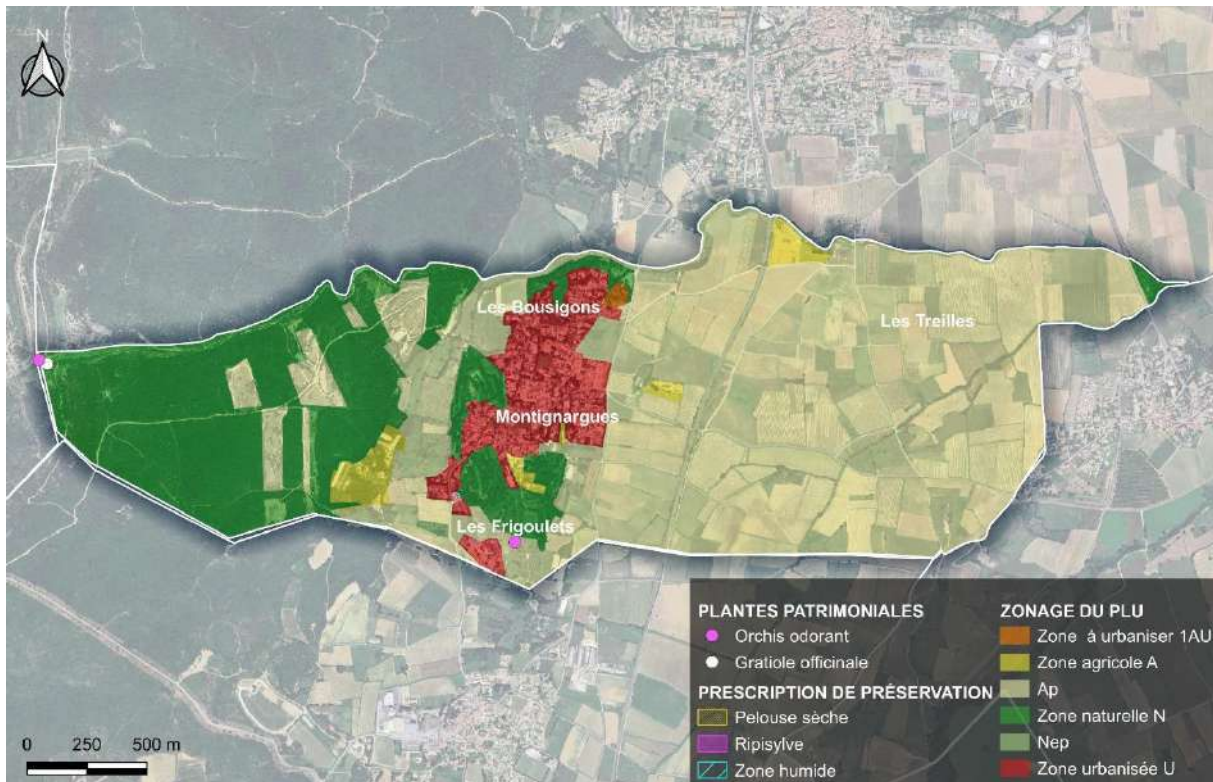 N
Les Bousigons
Les Treilles
Montignargues
Les Frigoulets
PLANTES PATRIMONIALES
Orchis odorant
Gratiole officinale
PRESCRIPTION DE PRÉSERVATION
Pelouse sèche
Ripisylve
Zone humide
ZONAGE DU PLU
Zone à urbaniser 1AU
Zone agricole A
Ap
Zone naturelle N
Nep
Zone urbanisée U
0 250 500 m